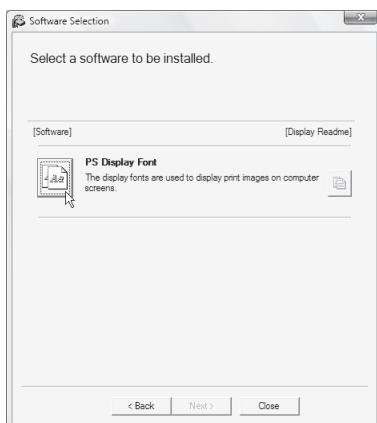 Software Selection
x
Select a software to be installed.
[Software] [Display Readme]
PS Display Font
The display fonts are used to display print images on computer
screens.
Aa
< Back Next > Close